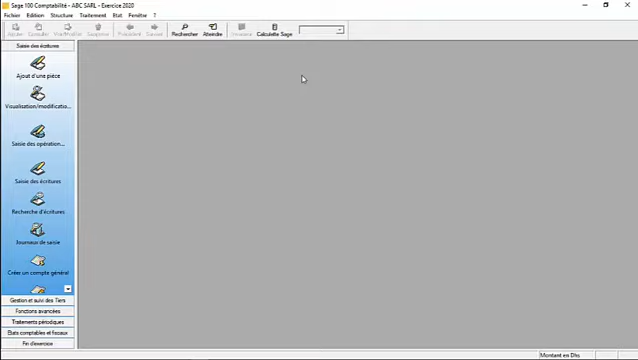 Sage 100 Comptabilité - ABC SARL - Exercice 2020
Fichier Edition Structure Traitement Etat Fenêtre ?
Ajouter Consulter Voir/Modifier Supprimer Précédent Suivant Rechercher Atteindre Calculette Sage
Saisie des écritures
Ajout d'une pièce
Visualisation/modificatio...
Saisie des opération...
Saisie des écritures
Recherche d'écritures
Journaux de saisie
Créer un compte général
Gestion et suivi des Tiers
Fonctions avancées
Traitements périodiques
Etats comptables et fiscaux
Fin d'exercice
Montant en Dhs